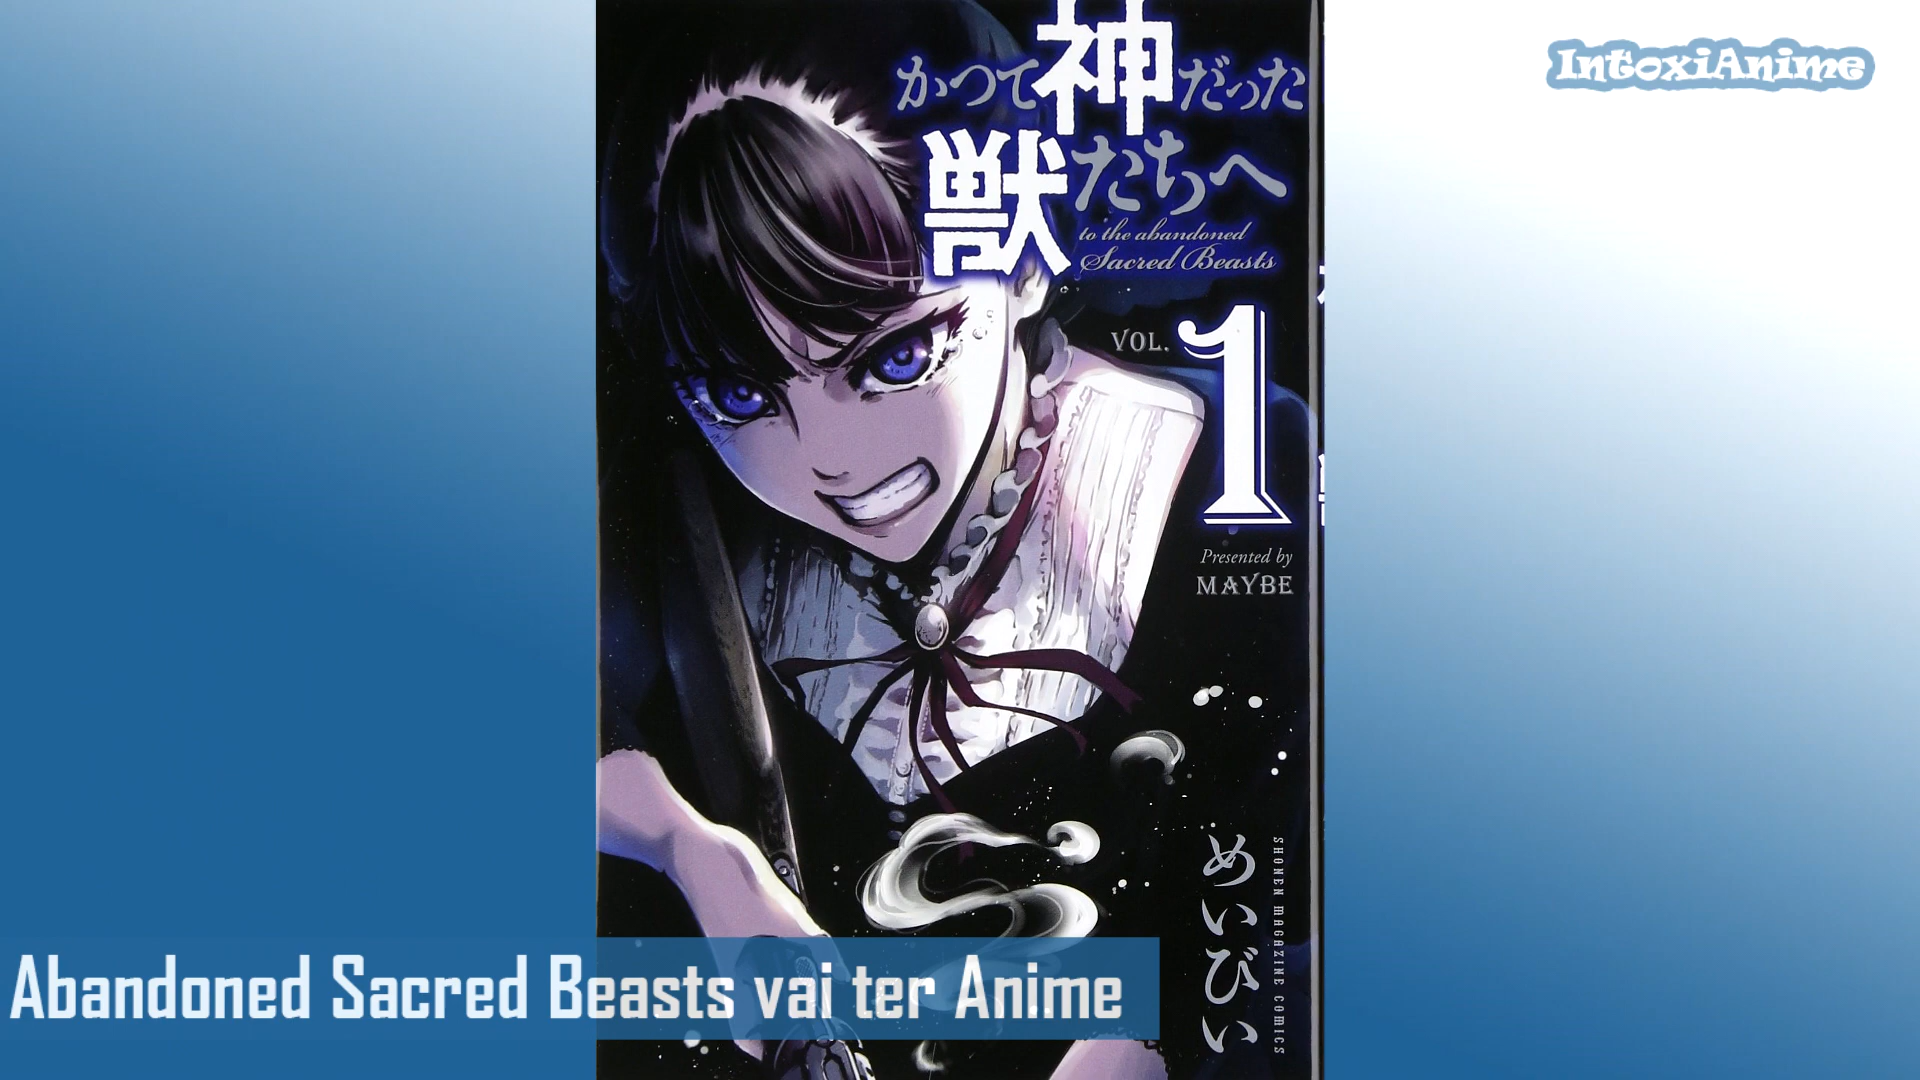 IntoxiAnime
かつて神だった
獣たちへ
to the abandoned
Sacred Beasts
VOL. 1
Presented by
MAYBE
めいびい
SHONEN MAGAZINE COMICS
Abandoned Sacred Beasts vai ter Anime